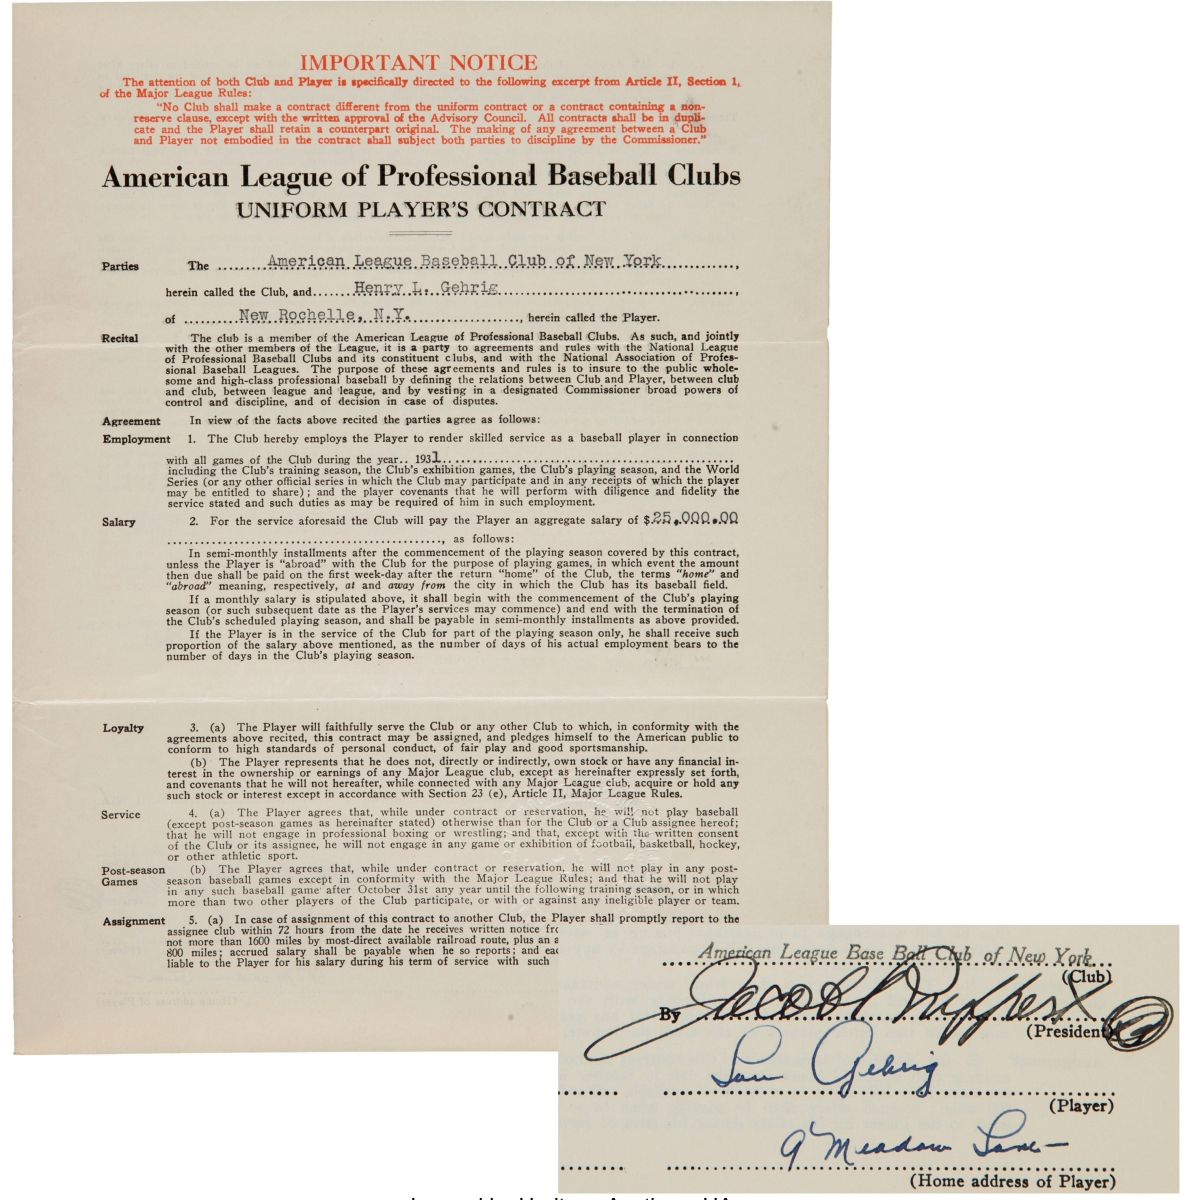 IMPORTANT NOTICE
The attention of both Club and Player is specifically directed to the following excerpt from Article II, Section 1,
of the Major League Rules:
"No Club shall make a contract different from the uniform contract or a contract containing a non-
reserve clause, except with the written approval of the Advisory Council. All contracts shall be in dupli-
cate and the Player shall retain a counterpart original. The making of any agreement between a Club
and Player not embodied in the contract shall subject both parties to discipline by the Commissioner."
American League of Professional Baseball Clubs
UNIFORM PLAYER'S CONTRACT
Parties The American League Baseball Club of New York,
herein called the Club, and Henry L. Gehrig,
of New Rochelle, N.Y., herein called the Player.
Recital The club is a member of the American League of Professional Baseball Clubs. As such, and jointly
with the other members of the League, it is a party to agreements and rules with the National League
of Professional Baseball Clubs and its constituent clubs, and with the National Association of Profes-
sional Baseball Leagues. The purpose of these agreements and rules is to insure to the public whole-
some and high-class professional baseball by defining the relations between Club and Player, between club
and club, between league and league, and by vesting in a designated Commissioner broad powers of
control and discipline, and of decision in case of disputes.
Agreement In view of the facts above recited the parties agree as follows:
Employment 1. The Club hereby employs the Player to render skilled service as a baseball player in connection
with all games of the Club during the year.. 1931
including the Club's training season, the Club's exhibition games, the Club's playing season, and the World
Series (or any other official series in which the Club may participate and in any receipts of which the player
may be entitled to share); and the player covenants that he will perform with diligence and fidelity the
service stated and such duties as may be required of him in such employment.
Salary 2. For the service aforesaid the Club will pay the Player an aggregate salary of $25,000.00
, as follows:
In semi-monthly installments after the commencement of the playing season covered by this contract,
unless the Player is "abroad" with the Club for the purpose of playing games, in which event the amount
then due shall be paid on the first week-day after the return "home" of the Club, the terms "home" and
"abroad" meaning, respectively, at and away from the city in which the Club has its baseball field.
If a monthly salary is stipulated above, it shall begin with the commencement of the Club's playing
season (or such subsequent date as the Player's services may commence) and end with the termination of
the Club's scheduled playing season, and shall be payable in semi-monthly installments as above provided.
If the Player is in the service of the Club for part of the playing season only, he shall receive such
proportion of the salary above mentioned, as the number of days of his actual employment bears to the
number of days in the Club's playing season.
Loyalty 3. (a) The Player will faithfully serve the Club or any other Club to which, in conformity with the
agreements above recited, this contract may be assigned, and pledges himself to the American public to
conform to high standards of personal conduct, of fair play and good sportsmanship.
(b) The Player represents that he does not, directly or indirectly, own stock or have any financial in-
terest in the ownership or earnings of any Major League club, except as hereinafter expressly set forth,
and covenants that he will not hereafter, while connected with any Major League club, acquire or hold any
such stock or interest except in accordance with Section 23 (e), Article II, Major League Rules.
Service 4. (a) The Player agrees that, while under contract or reservation, he will not play baseball
(except post-season games as hereinafter stated) otherwise than for the Club or a Club assignee hereof;
that he will not engage in professional boxing or wrestling; and that, except with the written consent
of the Club or its assignee, he will not engage in any game or exhibition of football, basketball, hockey,
or other athletic sport.
Post-season Games (b) The Player agrees that, while under contract or reservation, he will not play in any post-
season baseball games except in conformity with the Major League Rules; and that he will not play
in any such baseball game after October 31st any year until the following training season, or in which
more than two other players of the Club participate, or with or against any ineligible player or team.
Assignment 5. (a) In case of assignment of this contract to another Club, the Player shall promptly report to the
assignee club within 72 hours from the date he receives written notice
not more than 1600 miles by most-direct available railroad route, plus an a
800 miles; accrued salary shall be payable when he so reports; and
liable to the Player for his salary during his term of service with such
American League Base Ball Club of New York
(Club)
By Jacob Ruppert
(President)
Lou Gehrig
(Player)
9 Meadow Lane
(Home address of Player)